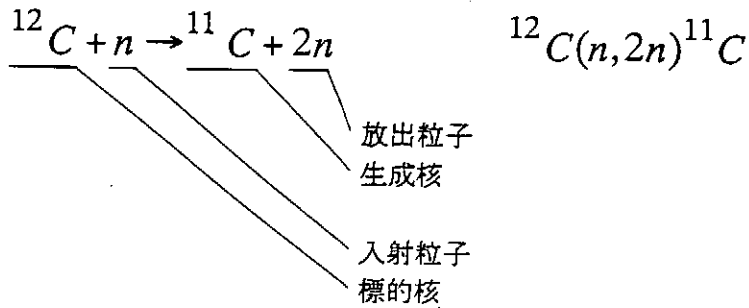 ¹²C + n → ¹¹C + 2n
¹²C(n,2n)¹¹C
放出粒子
生成核
入射粒子
標的核